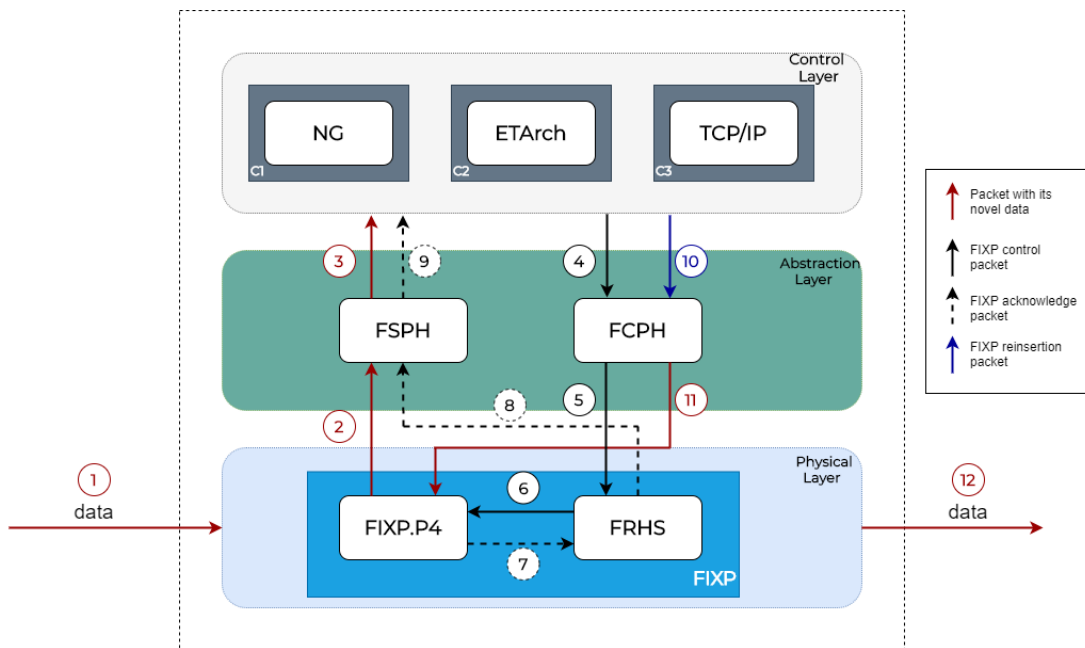 Control
Layer
NG
ETArch
TCP/IP
C1
C2
C3
3
9
4
10
Abstraction
Layer
FSPH
FCPH
2
8
5
11
Physical
Layer
1
data
6
FIXP.P4
FRHS
7
FIXP
12
data
Packet with its
novel data
FIXP control
packet
FIXP acknowledge
packet
FIXP reinsertion
packet